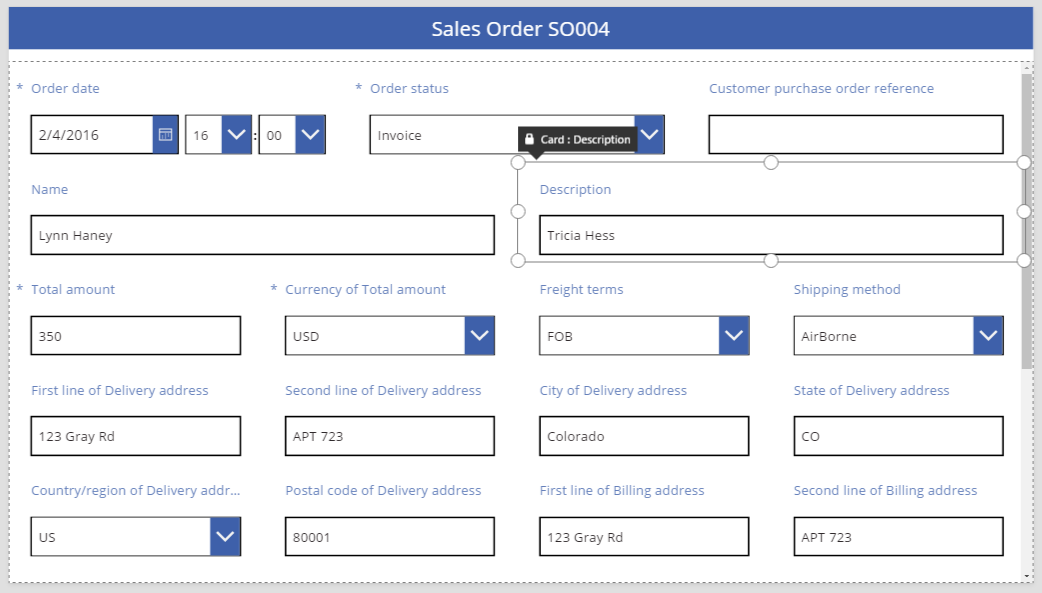 Sales Order SO004
* Order date
* Order status
Customer purchase order reference
2/4/2016 16 : 00
Invoice
Card : Description
Name
Description
Lynn Haney
Tricia Hess
* Total amount
* Currency of Total amount
Freight terms
Shipping method
350
USD
FOB
AirBorne
First line of Delivery address
Second line of Delivery address
City of Delivery address
State of Delivery address
123 Gray Rd
APT 723
Colorado
CO
Country/region of Delivery addr...
Postal code of Delivery address
First line of Billing address
Second line of Billing address
US
80001
123 Gray Rd
APT 723